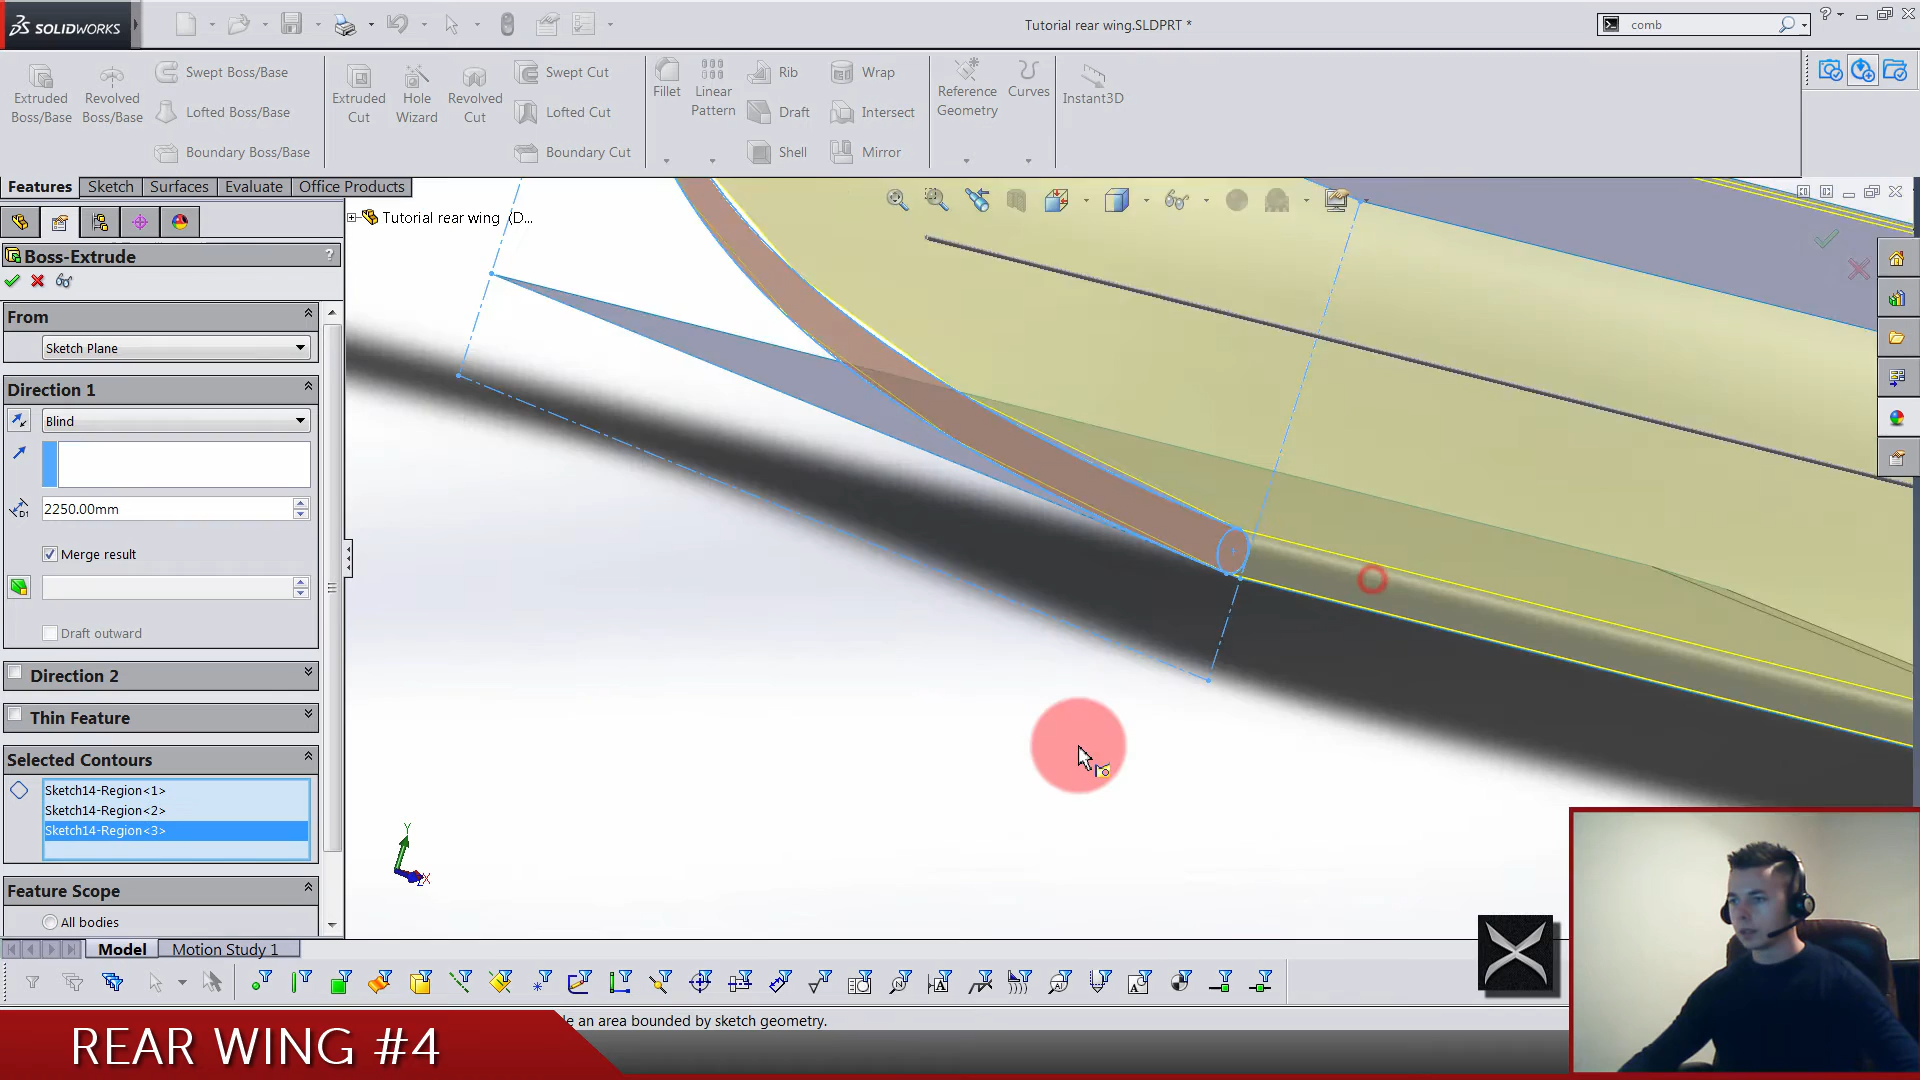 SOLIDWORKS
Tutorial rear wing.SLDPRT *
comb
Extruded Boss/Base
Revolved Boss/Base
Swept Boss/Base
Lofted Boss/Base
Boundary Boss/Base
Extruded Cut
Hole Wizard
Revolved Cut
Swept Cut
Lofted Cut
Boundary Cut
Fillet
Linear Pattern
Rib
Draft
Shell
Wrap
Intersect
Mirror
Reference Geometry
Curves
Instant3D
Features
Sketch
Surfaces
Evaluate
Office Products
Tutorial rear wing (D...
Boss-Extrude
?
From
Sketch Plane
Direction 1
Blind
2250.00mm
Merge result
Draft outward
Direction 2
Thin Feature
Selected Contours
Sketch14-Region<1>
Sketch14-Region<2>
Sketch14-Region<3>
Feature Scope
All bodies
Y
X
Model
Motion Study 1
e an area bounded by sketch geometry.
REAR WING #4